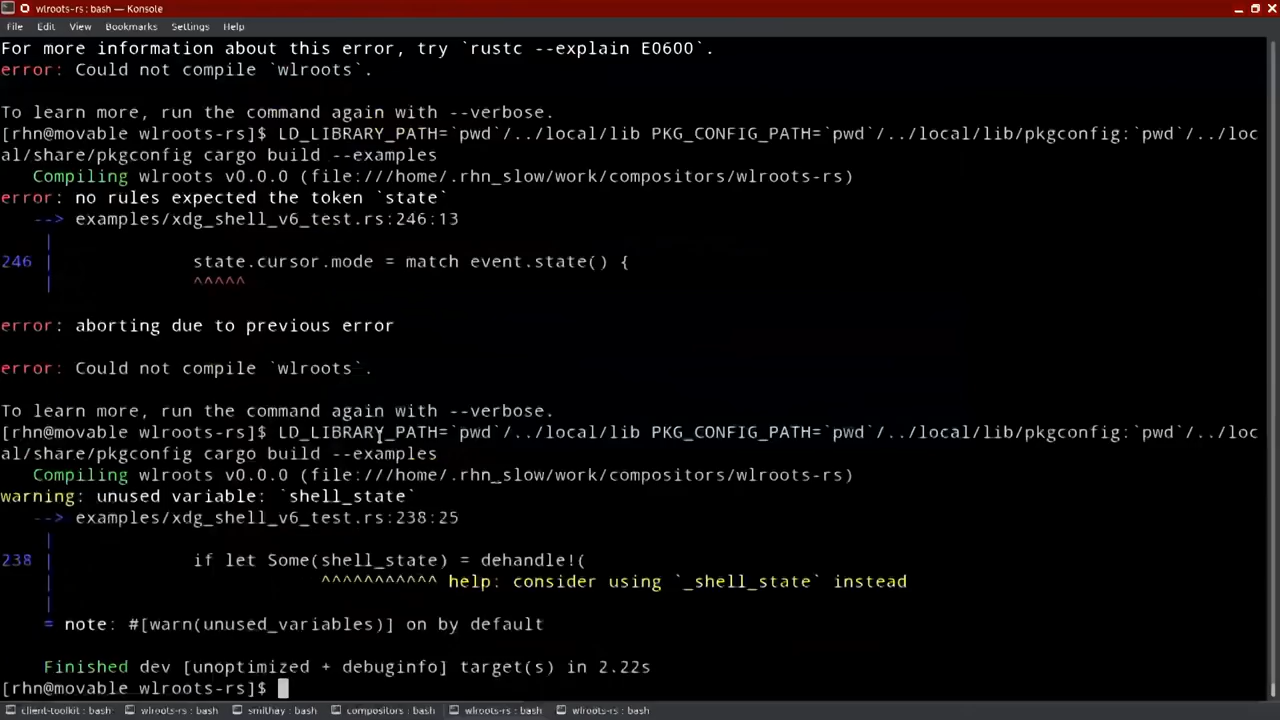 wlroots-rs : bash — Konsole
File Edit View Bookmarks Settings Help
For more information about this error, try `rustc --explain E0600`.
error: Could not compile `wlroots`.
To learn more, run the command again with --verbose.
[rhn@movable wlroots-rs]$ LD_LIBRARY_PATH=`pwd`/../local/lib PKG_CONFIG_PATH=`pwd`/../local/lib/pkgconfig:`pwd`/../loc
al/share/pkgconfig cargo build --examples
Compiling wlroots v0.0.0 (file:///home/.rhn_slow/work/compositors/wlroots-rs)
error: no rules expected the token `state`
--> examples/xdg_shell_v6_test.rs:246:13
|
246 | state.cursor.mode = match event.state() {
| ^^^^^
error: aborting due to previous error
error: Could not compile `wlroots`.
To learn more, run the command again with --verbose.
[rhn@movable wlroots-rs]$ LD_LIBRARY_PATH=`pwd`/../local/lib PKG_CONFIG_PATH=`pwd`/../local/lib/pkgconfig:`pwd`/../loc
al/share/pkgconfig cargo build --examples
Compiling wlroots v0.0.0 (file:///home/.rhn_slow/work/compositors/wlroots-rs)
warning: unused variable: `shell_state`
--> examples/xdg_shell_v6_test.rs:238:25
|
238 | if let Some(shell_state) = dehandle!(
| ^^^^^^^^^^^ help: consider using `_shell_state` instead
|
= note: #[warn(unused_variables)] on by default
Finished dev [unoptimized + debuginfo] target(s) in 2.22s
[rhn@movable wlroots-rs]$
client-toolkit : bash wlroots-rs : bash smithay : bash compositors : bash wlroots-rs : bash wlroots-rs : bash